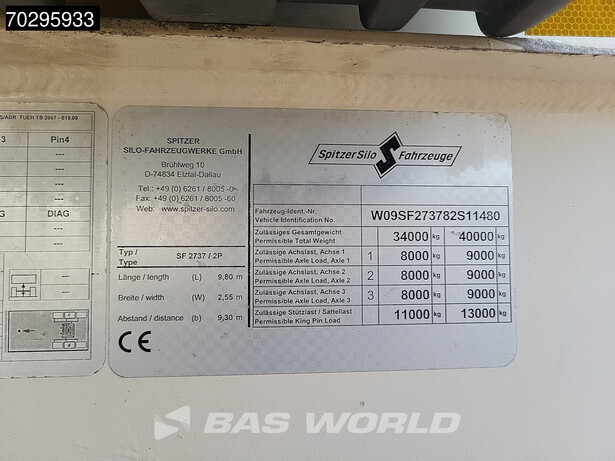 70295933
S/ADR TUEH TB 2007 - 019.00
3 Pin4
--- ---
--- ---
--- ---
G DIAG
--- ---
--- ---
SPITZER
SILO-FAHRZEUGWERKE GmbH
Brühlweg 10
D-74834 Elztal-Dallau
Tel.: +49 (0) 6261 / 8005 -0
Fax: +49 (0) 6261 / 8005 -60
Web: www.spitzer-silo.com
Typ / Type SF 2737 / 2P
Länge / length (L) 9,80 m
Breite / width (W) 2,55 m
Abstand / distance (b) 9,30 m
CE
Spitzer Silo S Fahrzeuge
Fahrzeug-Ident.-Nr.
Vehicle Identification No. W09SF273782S11480
Zulässiges Gesamtgewicht
Permissible Total Weight 34000 kg 40000 kg
Zulässige Achslast, Achse 1
Permissible Axle Load, Axle 1 1 8000 kg 9000 kg
Zulässige Achslast, Achse 2
Permissible Axle Load, Axle 2 2 8000 kg 9000 kg
Zulässige Achslast, Achse 3
Permissible Axle Load, Axle 3 3 8000 kg 9000 kg
Zulässige Stützlast / Sattellast
Permissible King Pin Load 11000 kg 13000 kg
BAS WORLD